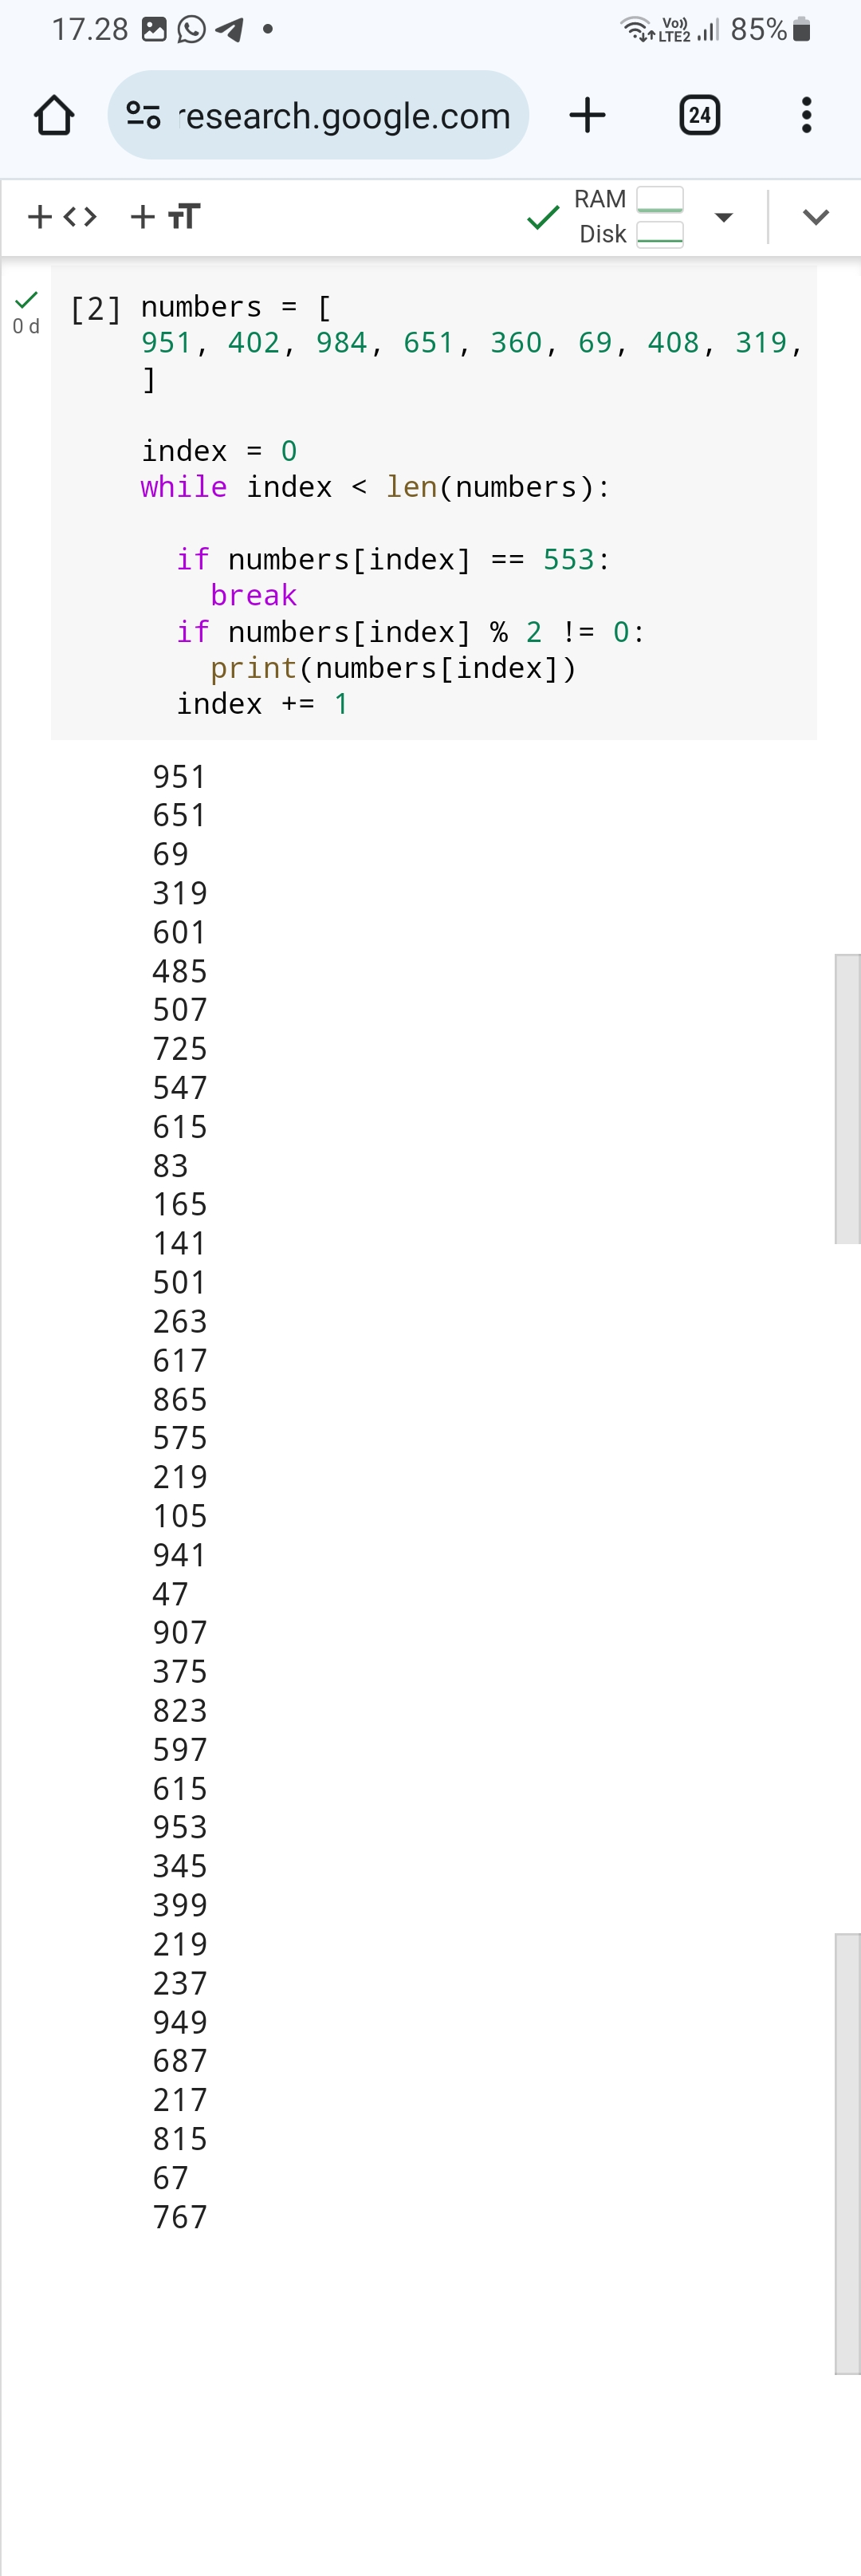 17.28 Vo)) LTE2 85%
research.google.com 24
+ <> + TT RAM
Disk
[2] numbers = [
0 d
951, 402, 984, 651, 360, 69, 408, 319,
]
index = 0
while index < len(numbers):
if numbers[index] == 553:
break
if numbers[index] % 2 != 0:
print(numbers[index])
index += 1
951
651
69
319
601
485
507
725
547
615
83
165
141
501
263
617
865
575
219
105
941
47
907
375
823
597
615
953
345
399
219
237
949
687
217
815
67
767